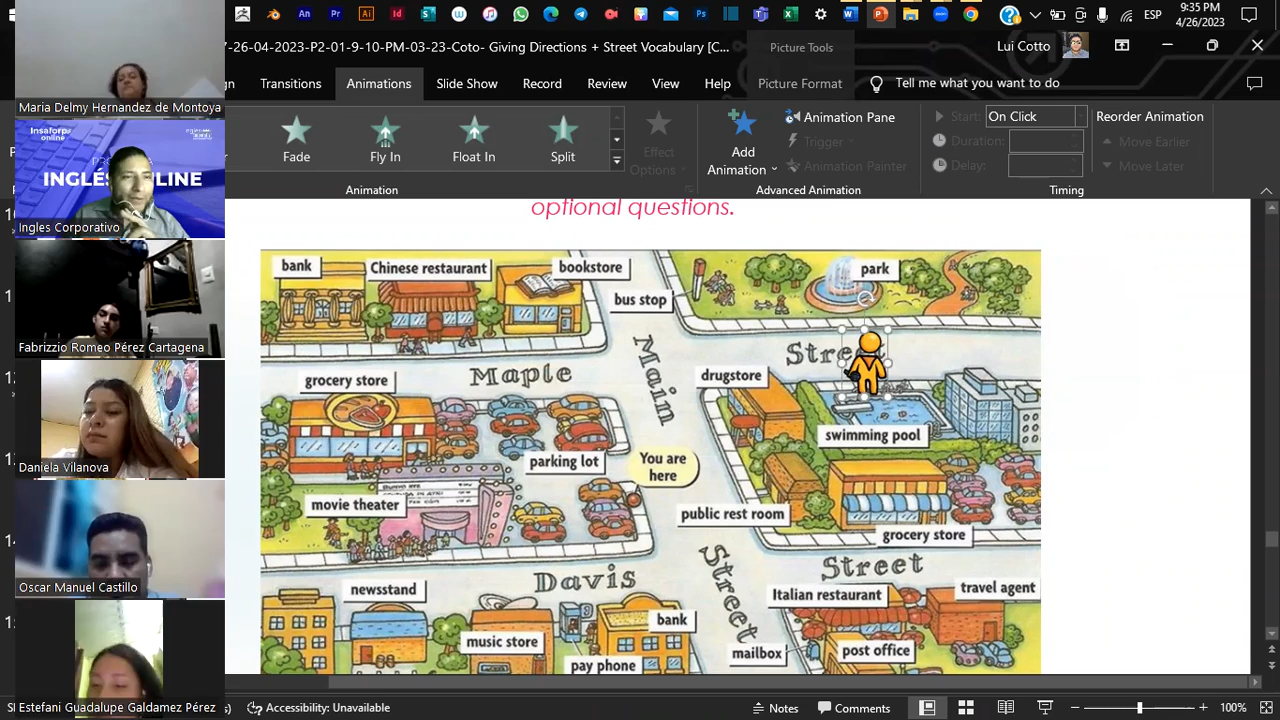 9:35 PM
ESP
4/26/2023
7-26-04-2023-P2-01-9-10-PM-03-23-Coto- Giving Directions + Street Vocabulary [C...
Picture Tools
Lui Cotto
Transitions
Animations
Slide Show
Record
Review
View
Help
Picture Format
Tell me what you want to do
Fade
Fly In
Float In
Split
Effect
Options
Add
Animation
Animation Pane
Trigger
Animation Painter
Start:
On Click
Duration:
Delay:
Reorder Animation
Move Earlier
Move Later
Animation
Advanced Animation
Timing
María Delmy Hernandez de Montoya
Insaforp
online
INGLÉS ONLINE
Ingles Corporativo
Fabrizzio Romeo Pérez Cartagena
Daniela Vilanova
Oscar Manuel Castillo
Estefani Guadalupe Galdamez Pérez
optional questions.
bank
Chinese restaurant
bookstore
bus stop
park
Maple
Main
Street
grocery store
drugstore
swimming pool
parking lot
You are
here
movie theater
public rest room
grocery store
Davis
Street
Street
newsstand
Italian restaurant
travel agent
music store
bank
pay phone
mailbox
post office
Accessibility: Unavailable
Notes
Comments
100%